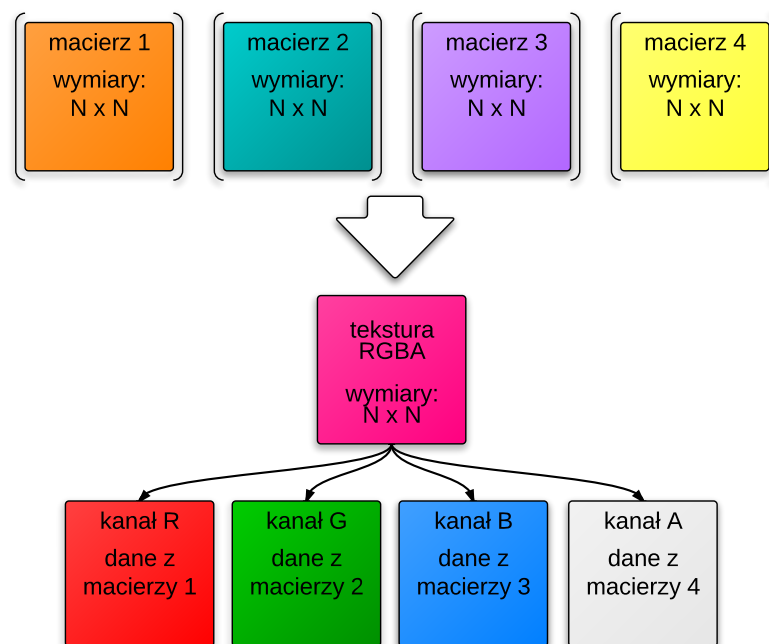 macierz 1
wymiary:
N x N
macierz 2
wymiary:
N x N
macierz 3
wymiary:
N x N
macierz 4
wymiary:
N x N
tekstura
RGBA
wymiary:
N x N
kanał R
dane z
macierzy 1
kanał G
dane z
macierzy 2
kanał B
dane z
macierzy 3
kanał A
dane z
macierzy 4